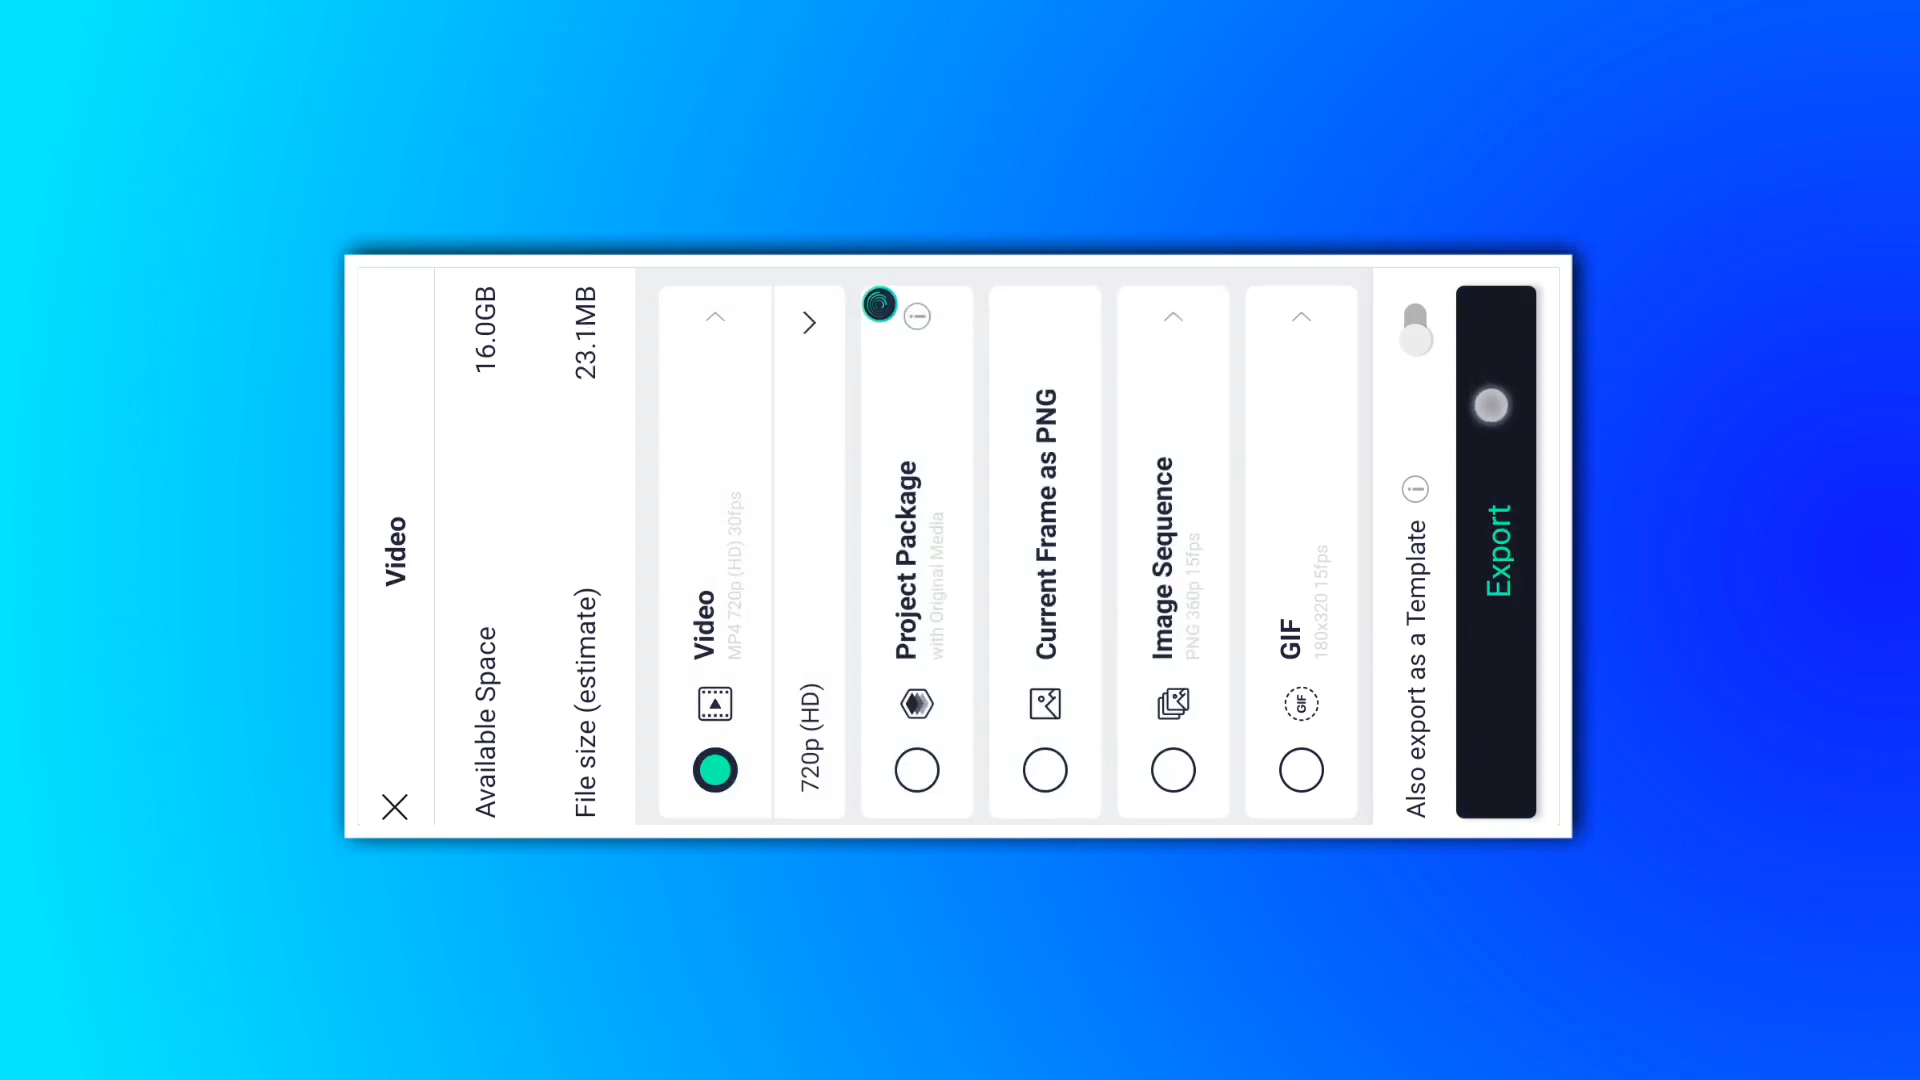 Video
Available Space 16.0GB
File size (estimate) 23.1MB
Video
MP4 720p (HD) 30fps
720p (HD)
Project Package
with Original Media
Current Frame as PNG
Image Sequence
PNG 360p 15fps
GIF
GIF
180x320 15fps
Also export as a Template
Export